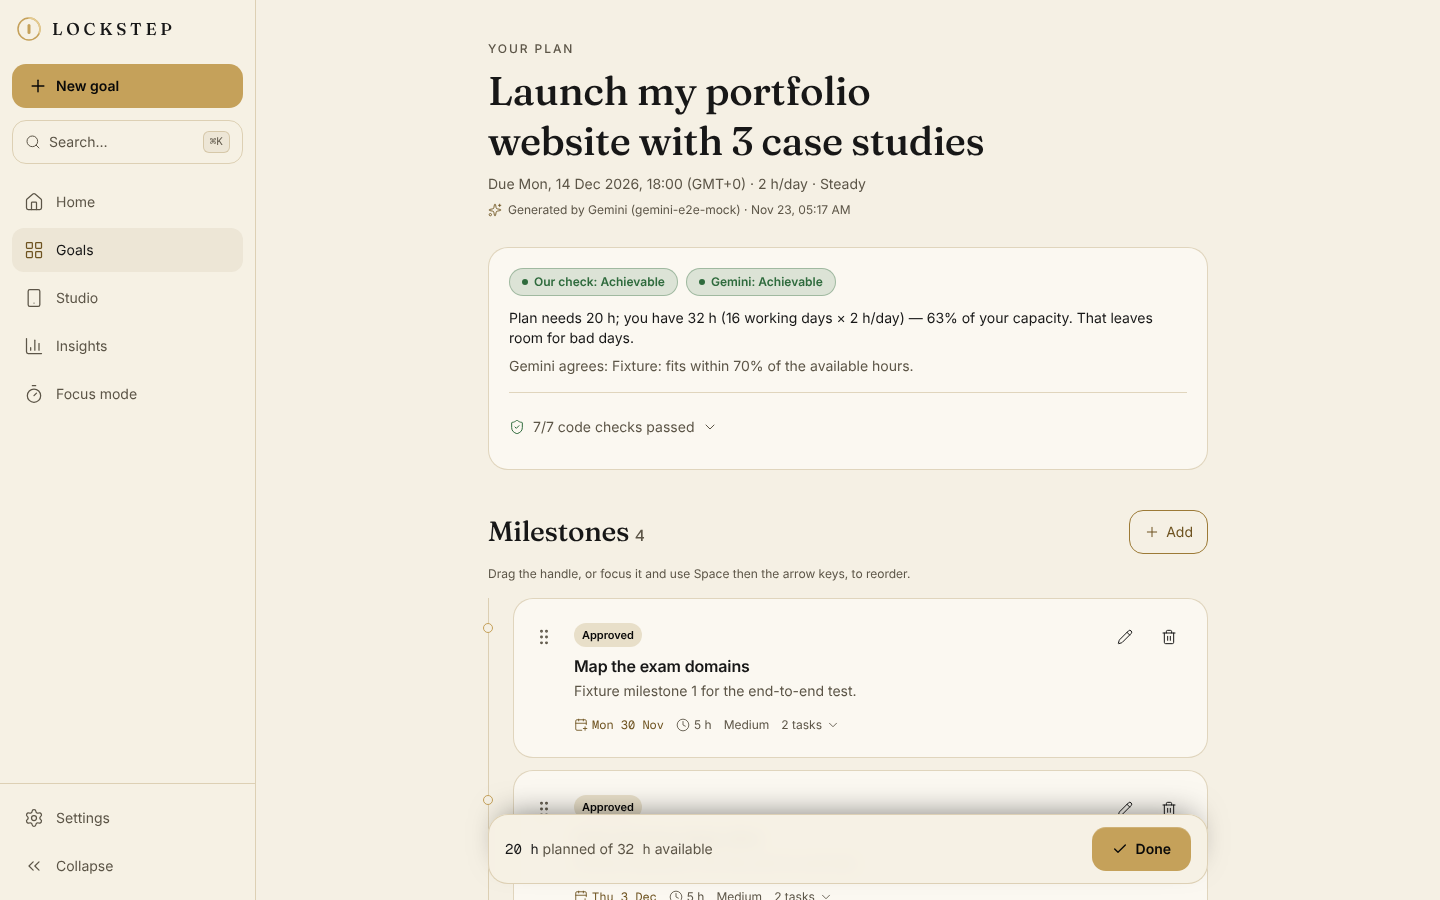 LOCKSTEP
New goal
Search...
⌘K
Home
Goals
Studio
Insights
Focus mode
Settings
Collapse
YOUR PLAN
Launch my portfolio
website with 3 case studies
Due Mon, 14 Dec 2026, 18:00 (GMT+0) · 2 h/day · Steady
Generated by Gemini (gemini-e2e-mock) · Nov 23, 05:17 AM
Our check: Achievable
Gemini: Achievable
Plan needs 20 h; you have 32 h (16 working days × 2 h/day) — 63% of your capacity. That leaves
room for bad days.
Gemini agrees: Fixture: fits within 70% of the available hours.
7/7 code checks passed
Milestones 4
Add
Drag the handle, or focus it and use Space then the arrow keys, to reorder.
Approved
Map the exam domains
Fixture milestone 1 for the end-to-end test.
Mon 30 Nov 5 h Medium 2 tasks
Approved
20 h planned of 32 h available
Done
Thu 3 Dec 5 h Medium 2 tasks